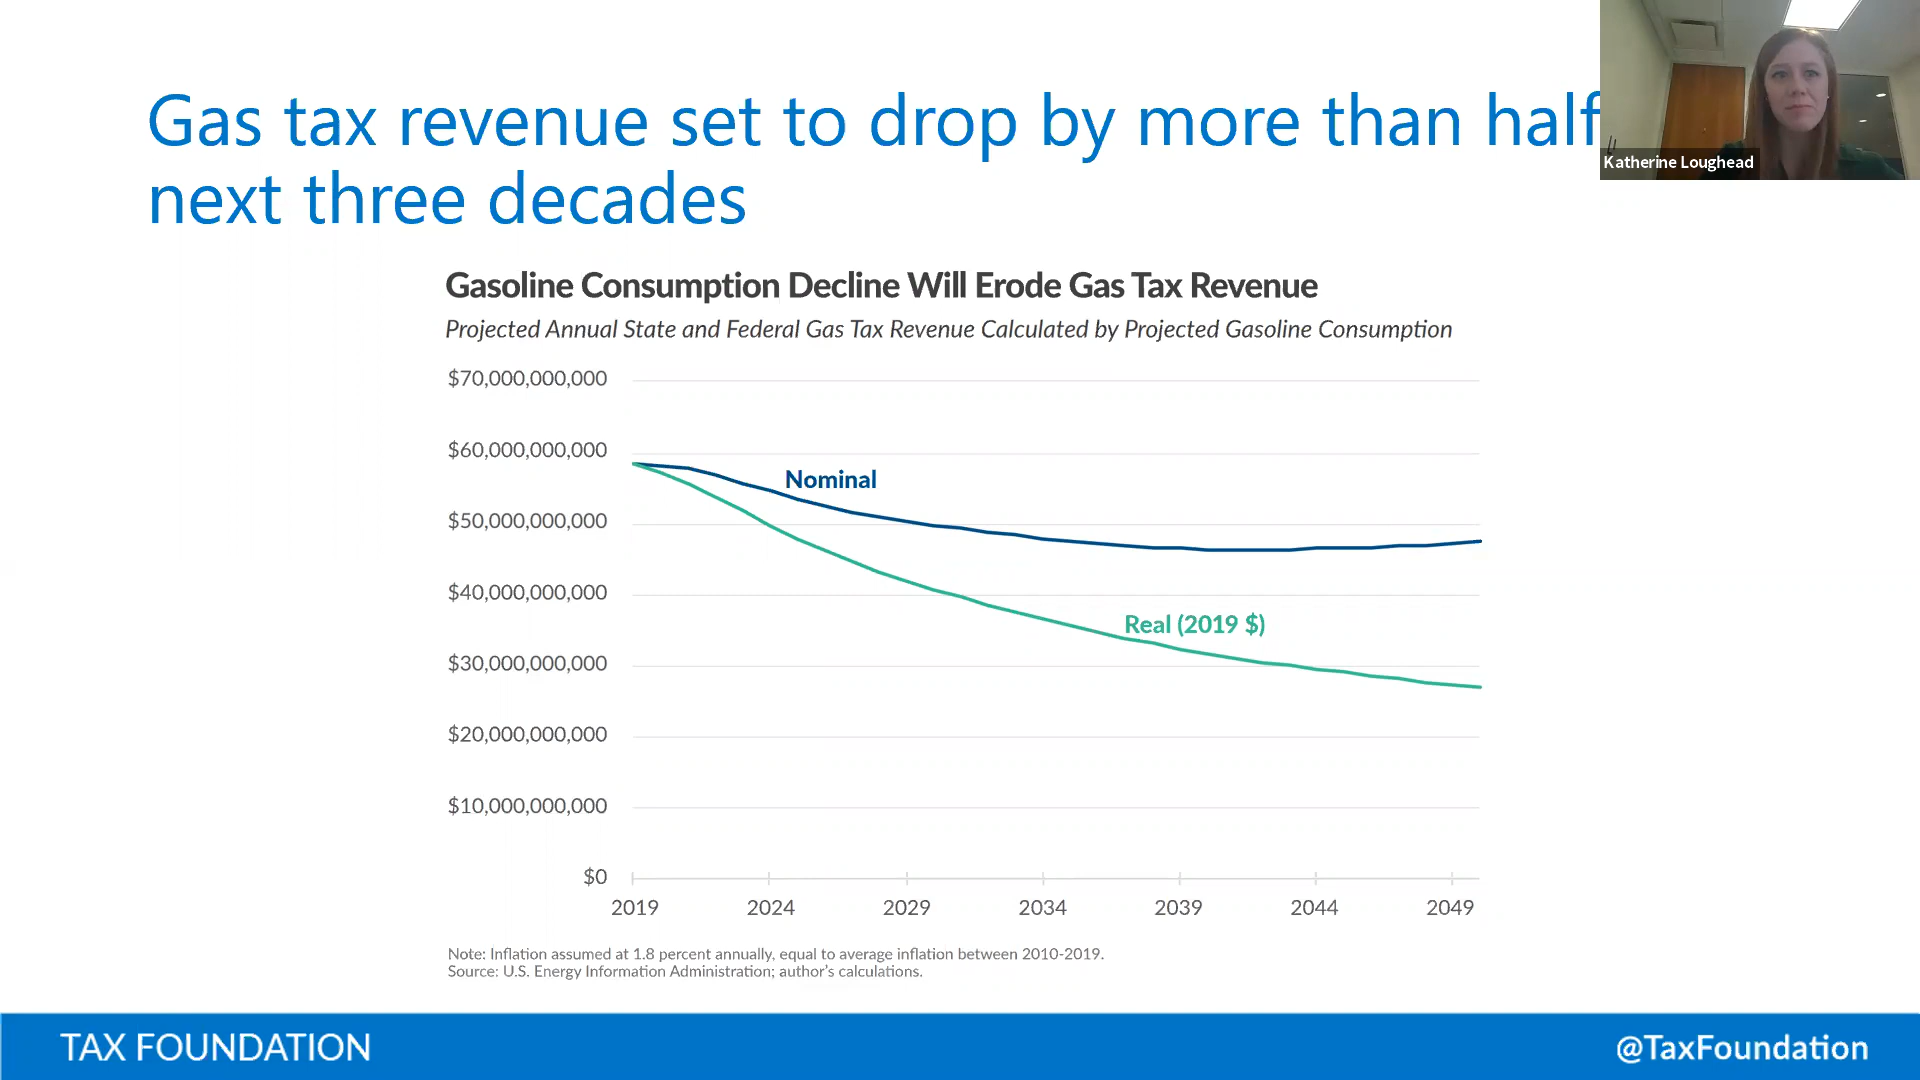 Gas tax revenue set to drop by more than half
next three decades
Katherine Loughead
Gasoline Consumption Decline Will Erode Gas Tax Revenue
Projected Annual State and Federal Gas Tax Revenue Calculated by Projected Gasoline Consumption
$70,000,000,000
$60,000,000,000
Nominal
$50,000,000,000
$40,000,000,000
Real (2019 $)
$30,000,000,000
$20,000,000,000
$10,000,000,000
$0
2019 2024 2029 2034 2039 2044 2049
Note: Inflation assumed at 1.8 percent annually, equal to average inflation between 2010-2019.
Source: U.S. Energy Information Administration; author's calculations.
TAX FOUNDATION
@TaxFoundation